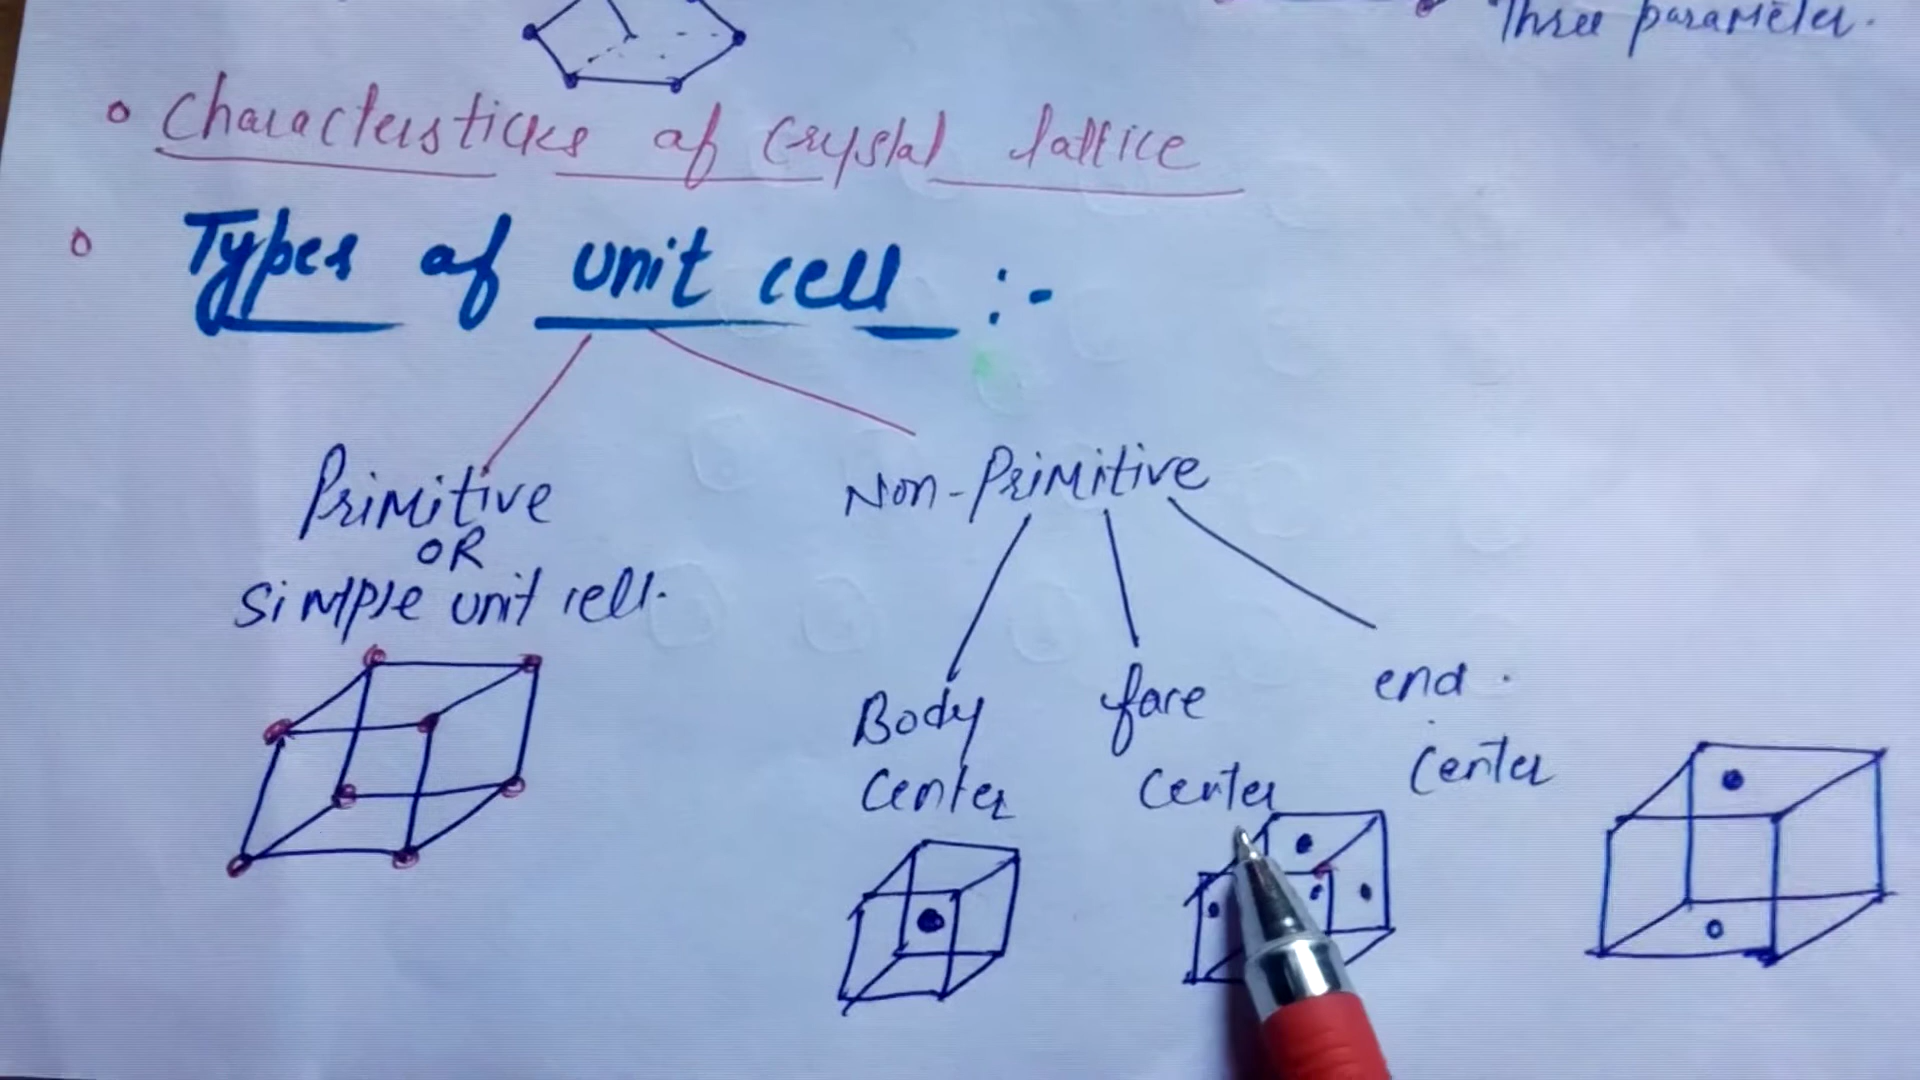 Three parameter.
Characteristicks of crystal lattice
Types of unit cell :-
Primitive
OR
Simple unit cell.
Non-Primitive
Body
center
face
center
end.
center